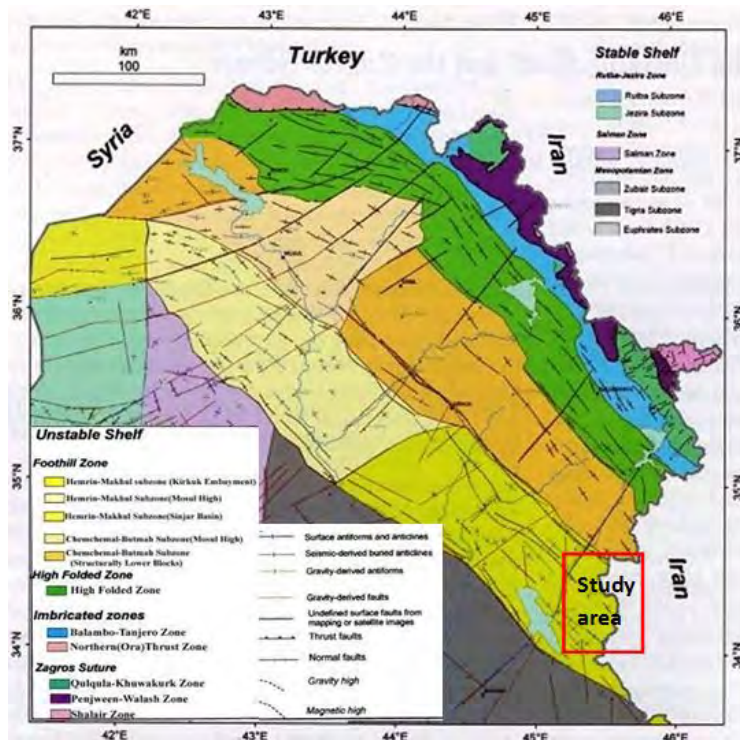 42°E 43°E 44°E 45°E 46°E
km
100
Turkey
Syria
Iran
37°N
36°N
35°N
34°N
37°N
36°N
35°N
34°N
Stable Shelf
Rutba-Jezira Zone
Rutba Subzone
Jezira Subzone
Salman Zone
Salman Zone
Mesopotamian Zone
Zubair Subzone
Tigris Subzone
Euphrates Subzone
Unstable Shelf
Foothill Zone
Hemrin-Makhul subzone (Kirkuk Embayment)
Hemrin-Makhul Subzone(Mosul High)
Hemrin-Makhul Subzone(Sinjar Basin)
Chemchemal-Butmah Subzone(Mosul High)
Chemchemal-Butmah Subzone
(Structurally Lower Blocks)
High Folded Zone
High Folded Zone
Imbricated zones
Balambo-Tanjero Zone
Northern(Ora)Thrust Zone
Zagros Suture
Qulqula-Khuwakurk Zone
Penjween-Walash Zone
Shalair Zone
Surface antiforms and anticlines
Seismic-derived buried anticlines
Gravity-derived antiforms
Gravity-derived faults
Undefined surface faults from
mapping or satellite images
Thrust faults
Normal faults
Gravity high
Magnetic high
Study
area
Iran
42°E 43°E 44°E 45°E 46°E